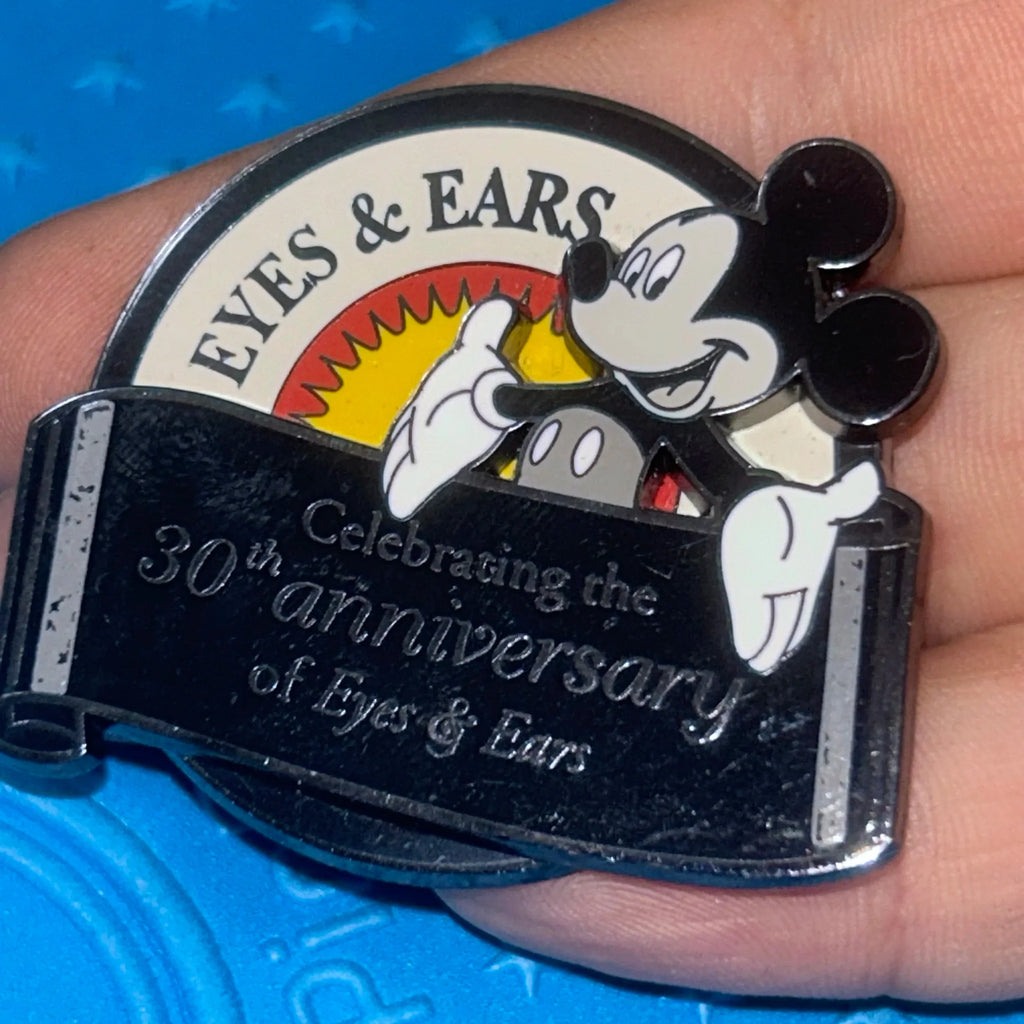 EYES & EARS
Celebrating the
30th anniversary
of Eyes & Ears